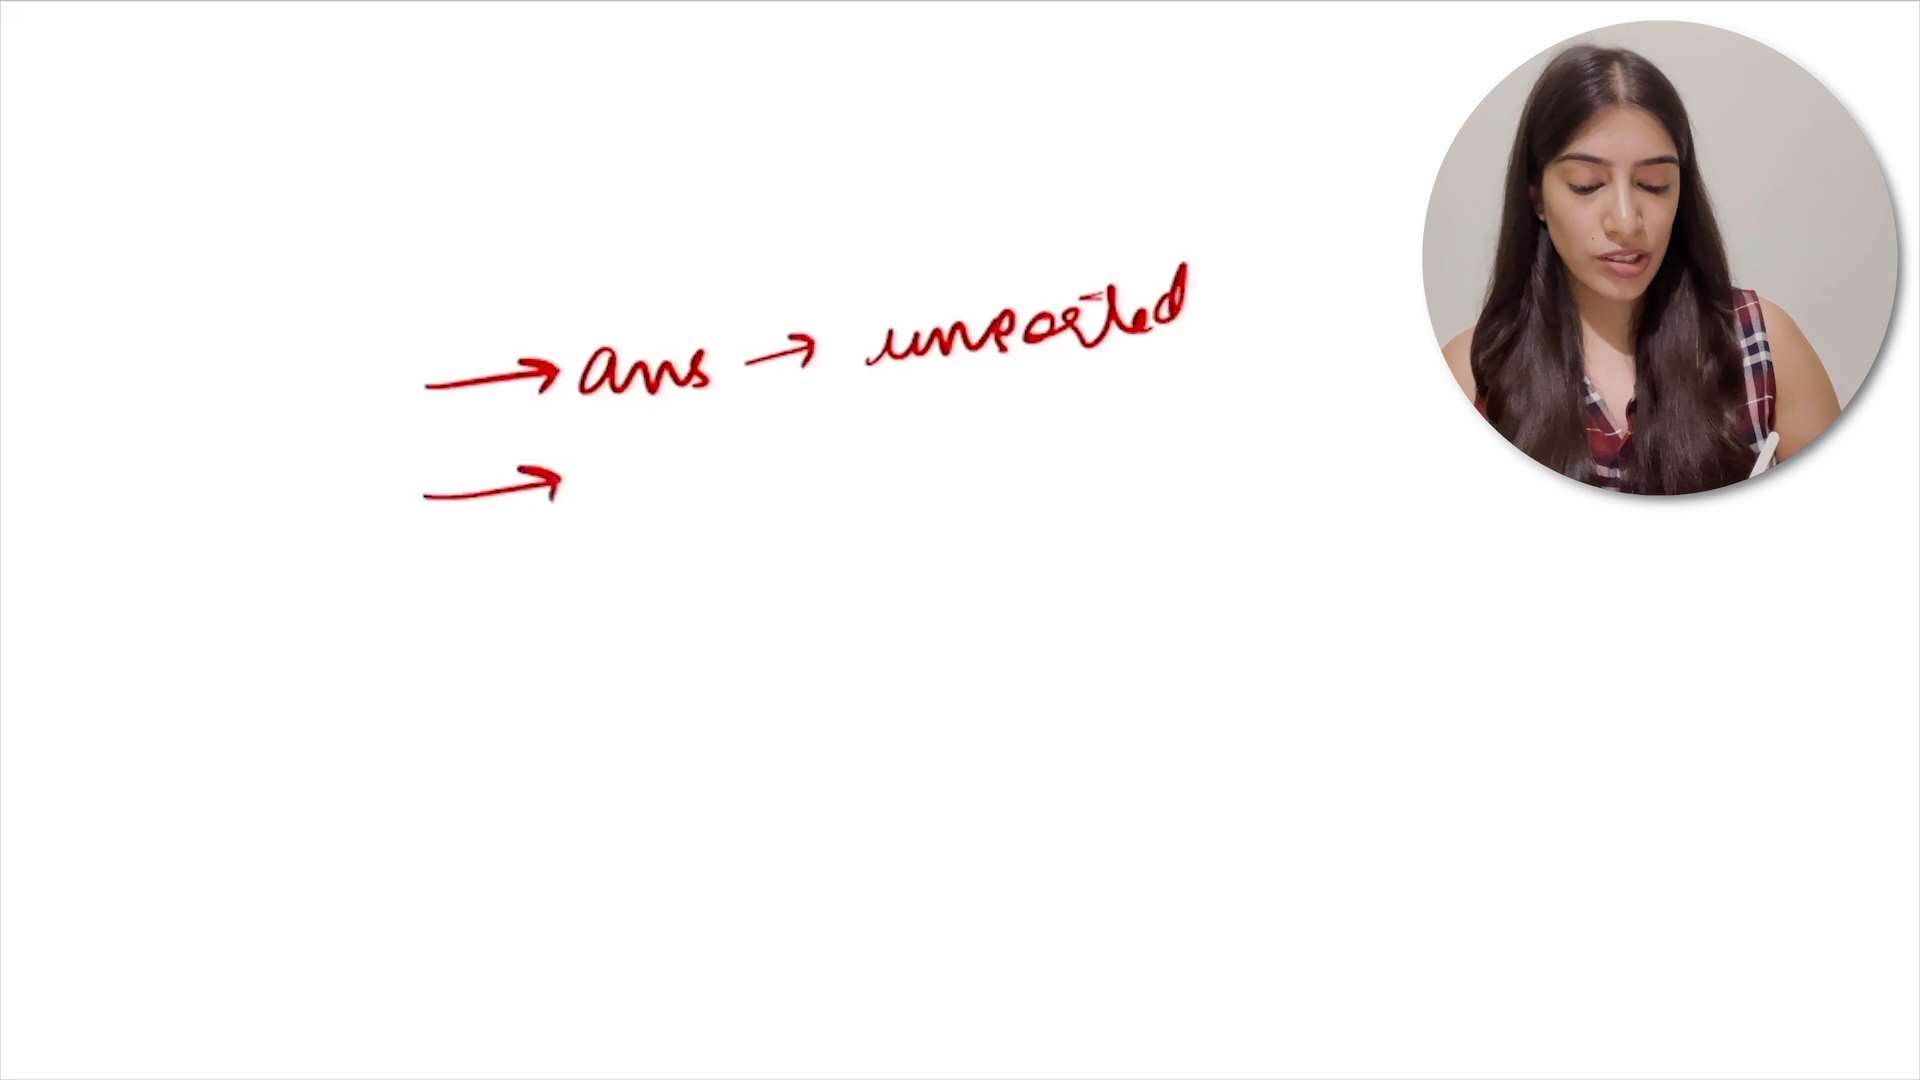 → ans → unsorted
→